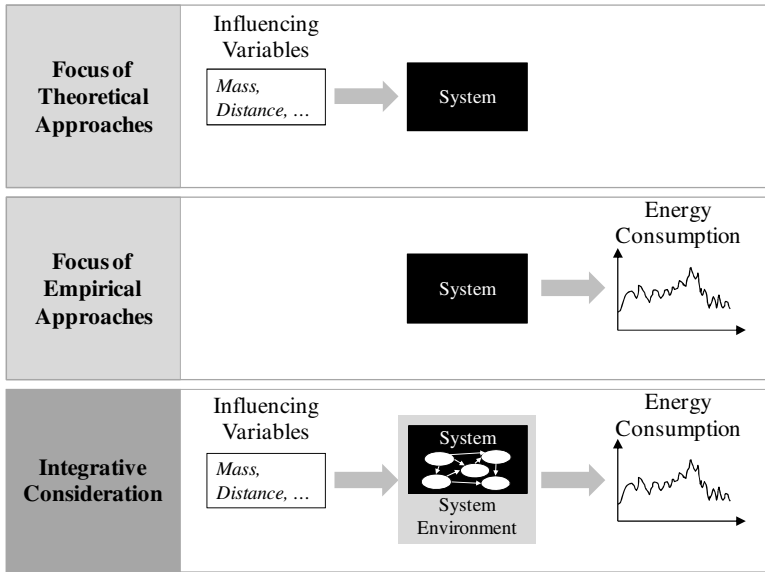 Focus of
Theoretical
Approaches
Influencing
Variables
Mass,
Distance, …
System
Focus of
Empirical
Approaches
System
Energy
Consumption
Integrative
Consideration
Influencing
Variables
Mass,
Distance, …
System
System
Environment
Energy
Consumption